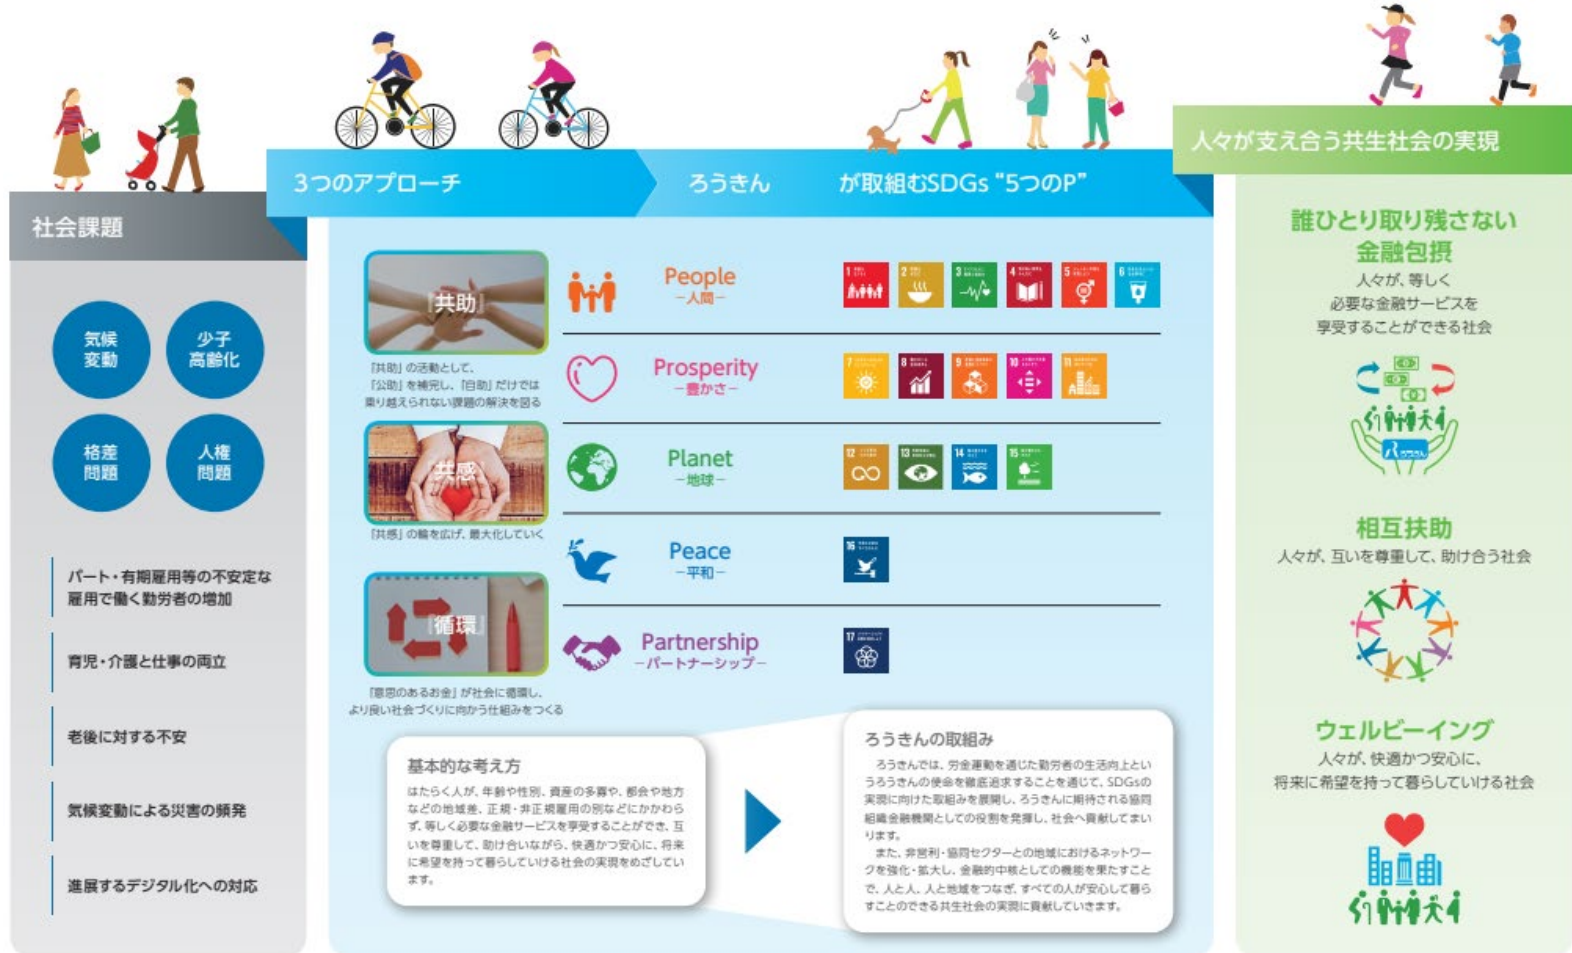 社会課題
気候
変動
少子
高齢化
格差
問題
人権
問題
パート・有期雇用等の不安定な
雇用で働く勤労者の増加
育児・介護と仕事の両立
老後に対する不安
気候変動による災害の頻発
進展するデジタル化への対応
3つのアプローチ
『共助』
『共助』の活動として、
「公助」を補完し、「自助」だけでは
乗り越えられない課題の解決を図る
『共感』
『共感』の輪を広げ、最大化していく
『循環』
『意思のあるお金』が社会に循環し、
より良い社会づくりに向かう仕組みをつくる
ろうきん が取組むSDGs “5つのP”
People
－人間－
1
2
3
4
5
6
Prosperity
－豊かさ－
7
8
9
10
11
Planet
－地球－
12
13
14
15
Peace
－平和－
16
Partnership
－パートナーシップ－
17
基本的な考え方
はたらく人が、年齢や性別、資産の多寡や、都会や地方
などの地域差、正規・非正規雇用の別などにかかわら
ず、等しく必要な金融サービスを享受することができ、互
いを尊重して、助け合いながら、快適かつ安心に、将来
に希望を持って暮らしていける社会の実現をめざしてい
ます。
ろうきんの取組み
ろうきんでは、労金運動を通じた勤労者の生活向上とい
うろうきんの使命を徹底追求することを通じて、SDGsの
実現に向けた取組みを展開し、ろうきんに期待される協同
組織金融機関としての役割を発揮し、社会へ貢献してまい
ります。
また、非営利・協同セクターとの地域におけるネットワー
クを強化・拡大し、金融的中核としての機能を果たすこと
で、人と人、人と地域をつなぎ、すべての人が安心して暮ら
すことのできる共生社会の実現に貢献していきます。
人々が支え合う共生社会の実現
誰ひとり取り残さない
金融包摂
人々が、等しく
必要な金融サービスを
享受することができる社会
ろうきん
相互扶助
人々が、互いを尊重して、助け合う社会
ウェルビーイング
人々が、快適かつ安心に、
将来に希望を持って暮らしていける社会